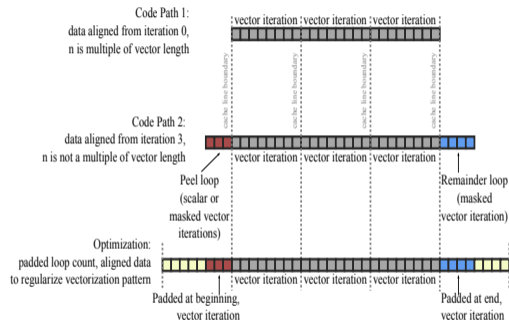 Code Path 1:
data aligned from iteration 0,
n is multiple of vector length
vector iteration vector iteration vector iteration
cache line boundary
cache line boundary
cache line boundary
cache line boundary
Code Path 2:
data aligned from iteration 3,
n is not a multiple of vector length
vector iteration vector iteration vector iteration
Peel loop
(scalar or
masked vector
iterations)
Remainder loop
(masked
vector iteration)
Optimization:
padded loop count, aligned data
to regularize vectorization pattern
vector iteration vector iteration vector iteration
Padded at beginning,
vector iteration
Padded at end,
vector iteration